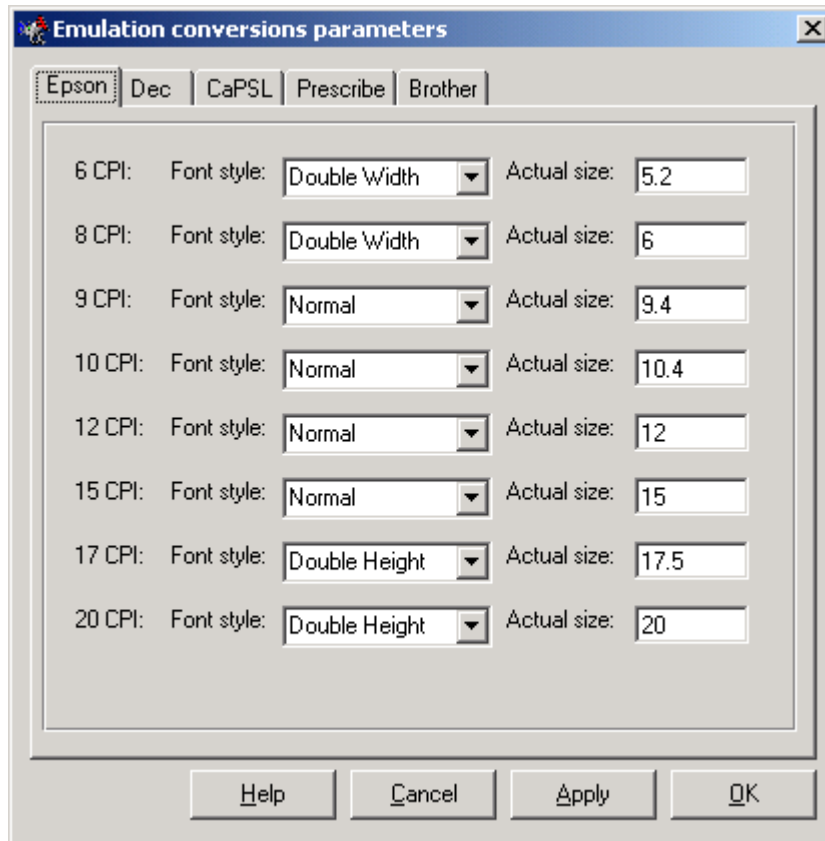 Emulation conversions parameters
Epson Dec CaPSL Prescribe Brother
6 CPI: Font style: Double Width Actual size: 5.2
8 CPI: Font style: Double Width Actual size: 6
9 CPI: Font style: Normal Actual size: 9.4
10 CPI: Font style: Normal Actual size: 10.4
12 CPI: Font style: Normal Actual size: 12
15 CPI: Font style: Normal Actual size: 15
17 CPI: Font style: Double Height Actual size: 17.5
20 CPI: Font style: Double Height Actual size: 20
Help Cancel Apply OK